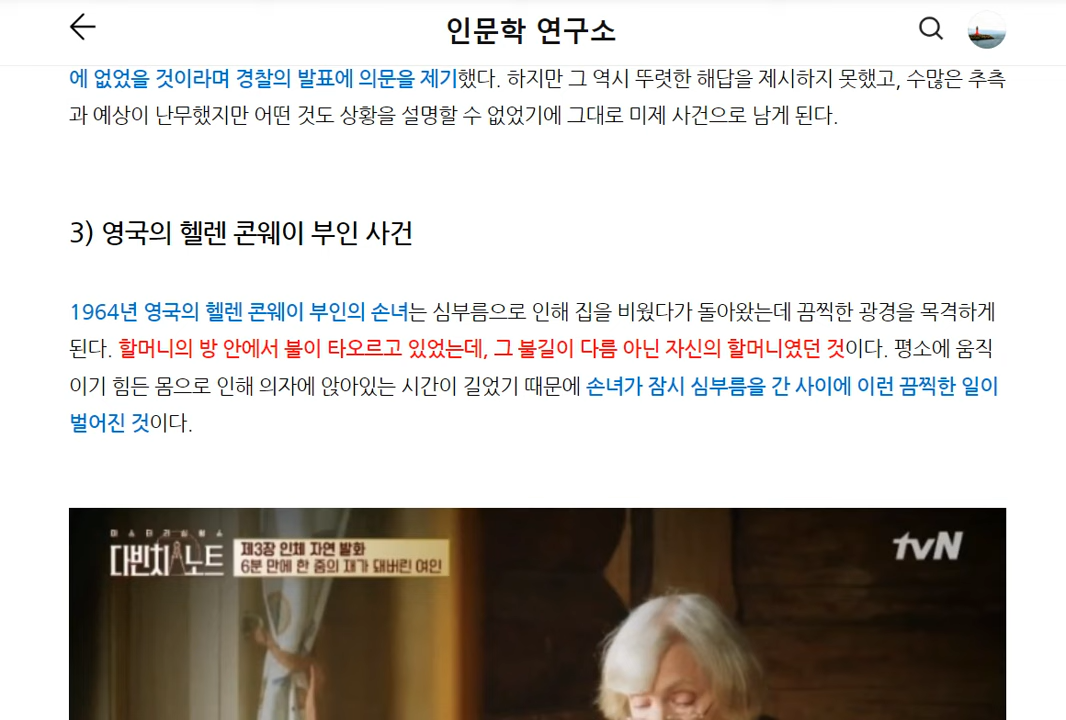 인문학 연구소
에 없었을 것이라며 경찰의 발표에 의문을 제기했다. 하지만 그 역시 뚜렷한 해답을 제시하지 못했고, 수많은 추측
과 예상이 난무했지만 어떤 것도 상황을 설명할 수 없었기에 그대로 미제 사건으로 남게 된다.
3) 영국의 헬렌 콘웨이 부인 사건
1964년 영국의 헬렌 콘웨이 부인의 손녀는 심부름으로 인해 집을 비웠다가 돌아왔는데 끔찍한 광경을 목격하게
된다. 할머니의 방 안에서 불이 타오르고 있었는데, 그 불길이 다름 아닌 자신의 할머니였던 것이다. 평소에 움직
이기 힘든 몸으로 인해 의자에 앉아있는 시간이 길었기 때문에 손녀가 잠시 심부름을 간 사이에 이런 끔찍한 일이
벌어진 것이다.
미스터리실험소
다빈치노트
제3장 인체 자연 발화
6분 만에 한 줌의 재가 돼버린 여인
tvN